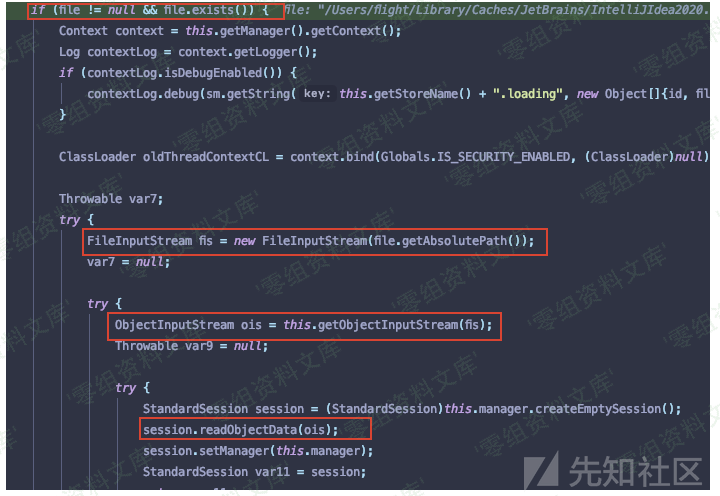 if (file != null && file.exists()) { file: "/Users/flight/Library/Caches/JetBrains/IntelliJIdea2020.
Context context = this.getManager().getContext();
Log contextLog = context.getLogger();
if (contextLog.isDebugEnabled()) {
contextLog.debug(sm.getString( key: this.getStoreName() + ".loading", new Object[]{id, fil
}
ClassLoader oldThreadContextCL = context.bind(Globals.IS_SECURITY_ENABLED, (ClassLoader)null)
Throwable var7;
try {
FileInputStream fis = new FileInputStream(file.getAbsolutePath());
var7 = null;
try {
ObjectInputStream ois = this.getObjectInputStream(fis);
Throwable var9 = null;
try {
StandardSession session = (StandardSession)this.manager.createEmptySession();
session.readObjectData(ois);
session.setManager(this.manager);
StandardSession var11 = session;
先知社区
'零组资料文库'